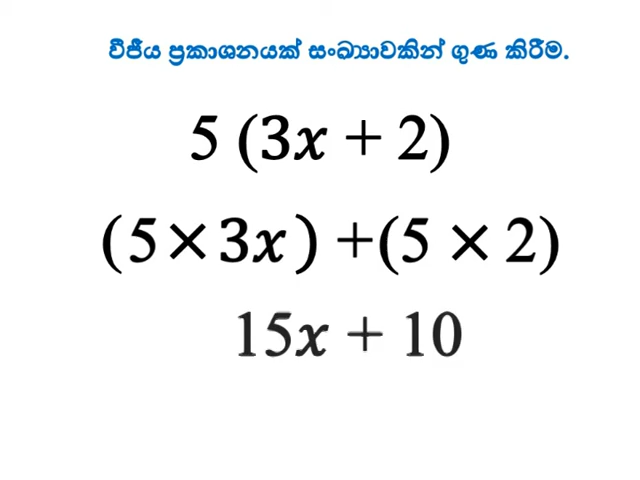 වීජීය ප්‍රකාශනයක් සංඛ්‍යාවකින් ගුණ කිරීම.
5 (3x + 2)
(5 × 3x) +(5 × 2)
15x + 10